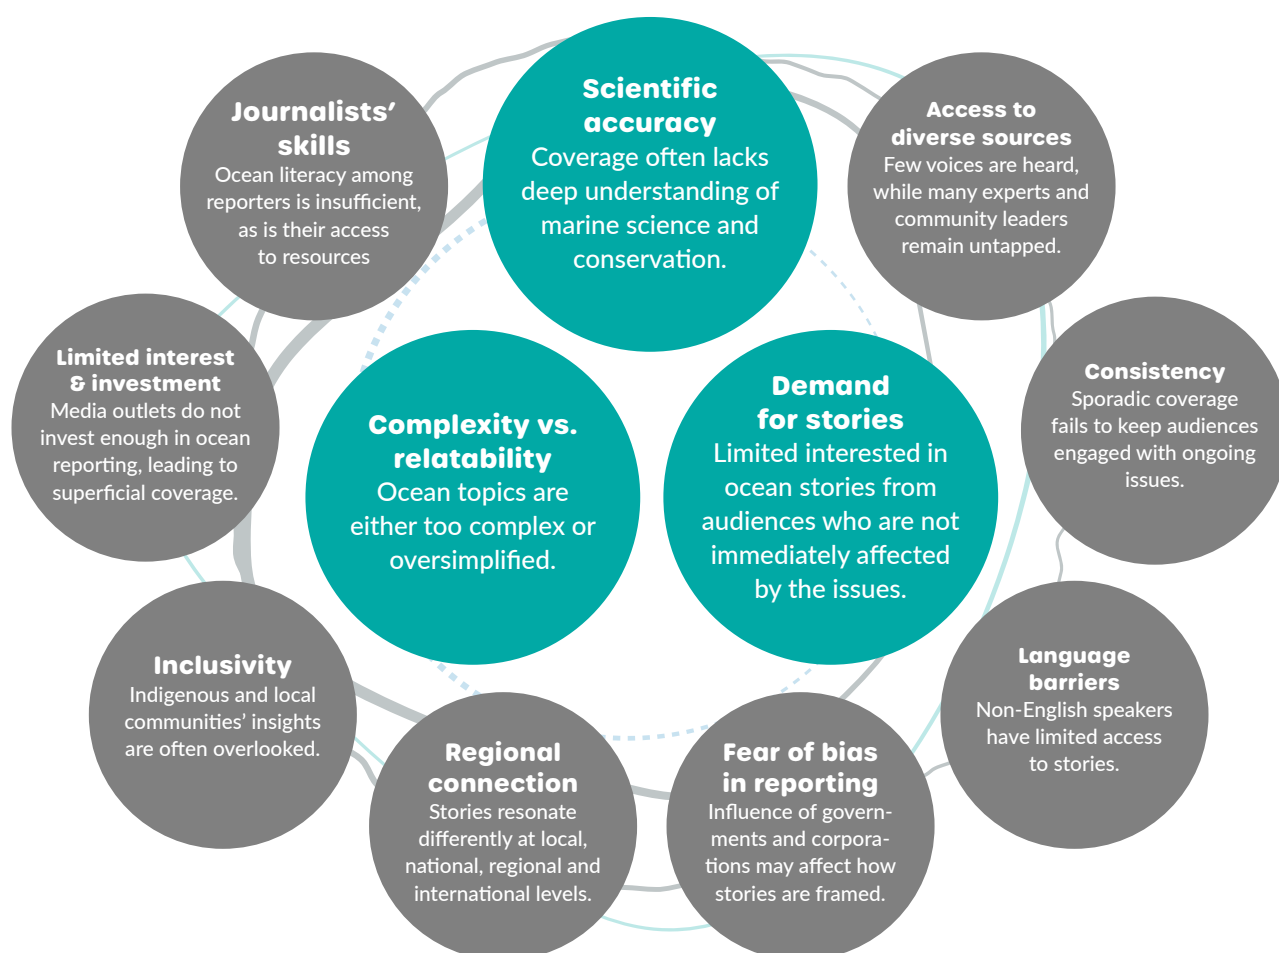 Scientific
accuracy
Coverage often lacks
deep understanding of
marine science and
conservation.
Journalists’
skills
Ocean literacy among
reporters is insufficient,
as is their access
to resources
Access to
diverse sources
Few voices are heard,
while many experts and
community leaders
remain untapped.
Limited interest
& investment
Media outlets do not
invest enough in ocean
reporting, leading to
superficial coverage.
Complexity vs.
relatability
Ocean topics are
either too complex or
oversimplified.
Demand
for stories
Limited interested in
ocean stories from
audiences who are not
immediately affected
by the issues.
Consistency
Sporadic coverage
fails to keep audiences
engaged with ongoing
issues.
Inclusivity
Indigenous and local
communities’ insights
are often overlooked.
Regional
connection
Stories resonate
differently at local,
national, regional and
international levels.
Fear of bias
in reporting
Influence of govern-
ments and corpora-
tions may affect how
stories are framed.
Language
barriers
Non-English speakers
have limited access
to stories.